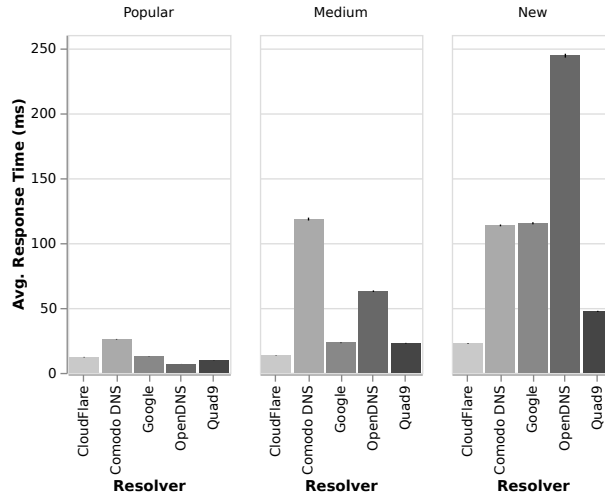 Popular
Medium
New
Avg. Response Time (ms)
250
200
150
100
50
0
CloudFlare
Comodo DNS
Google
OpenDNS
Quad9
CloudFlare
Comodo DNS
Google
OpenDNS
Quad9
CloudFlare
Comodo DNS
Google
OpenDNS
Quad9
Resolver
Resolver
Resolver